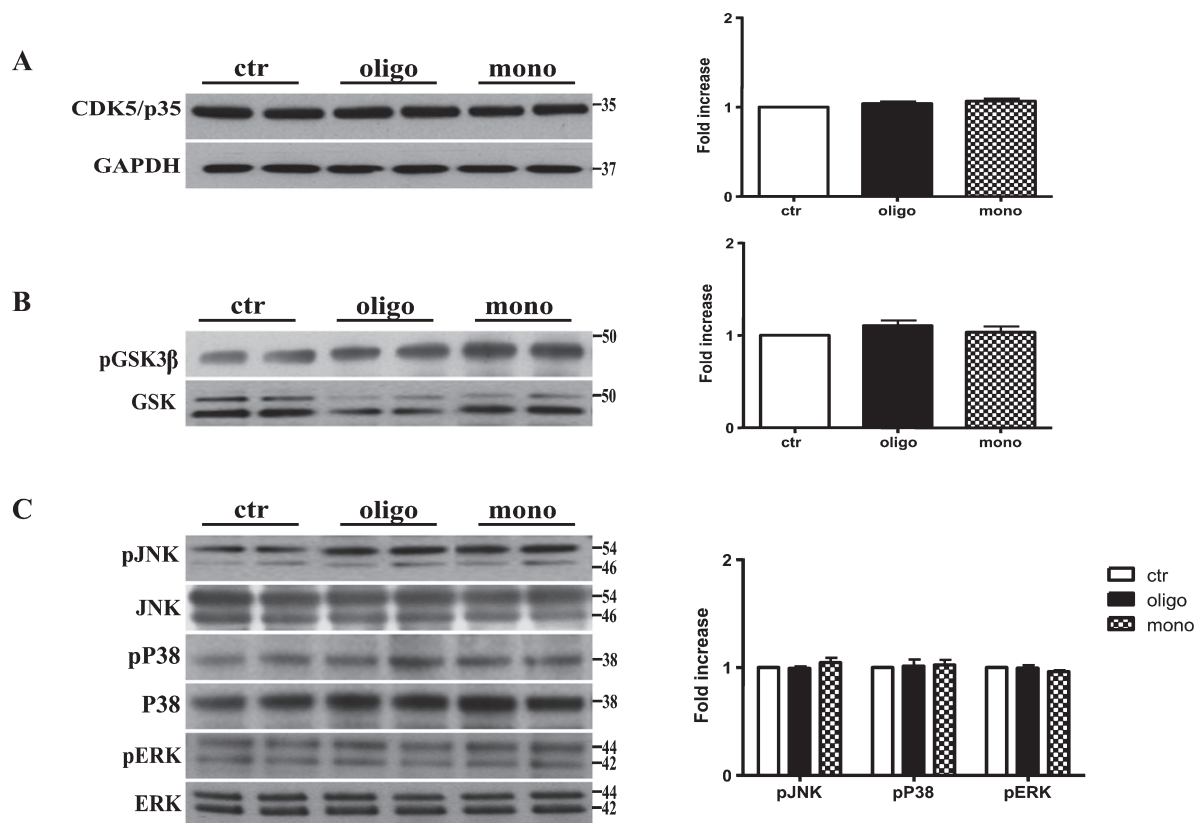 A
ctr oligo mono
CDK5/p35
35
GAPDH
37
2
1
0
Fold increase
ctr oligo mono
B
ctr oligo mono
pGSK3β
50
GSK
50
2
1
0
Fold increase
ctr oligo mono
C
ctr oligo mono
pJNK
54
46
JNK
54
46
pP38
38
P38
38
pERK
44
42
ERK
44
42
2
1
0
Fold increase
pJNK pP38 pERK
ctr
oligo
mono